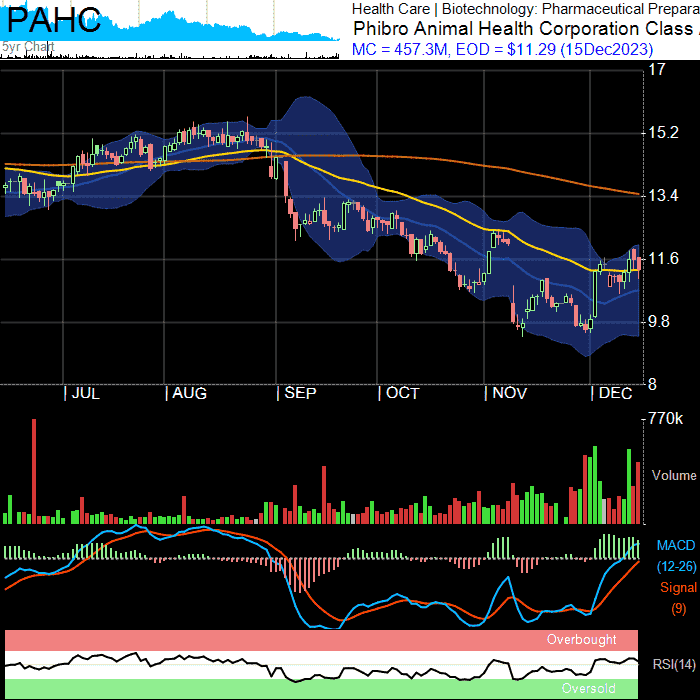 PAHC
5yr Chart
Health Care | Biotechnology: Pharmaceutical Prepara
Phibro Animal Health Corporation Class
MC = 457.3M, EOD = $11.29 (15Dec2023)
17
15.2
13.4
11.6
9.8
8
| JUL | AUG | SEP | OCT | NOV | DEC
770k
Volume
MACD
(12-26)
Signal
(9)
Overbought
RSI(14)
Oversold